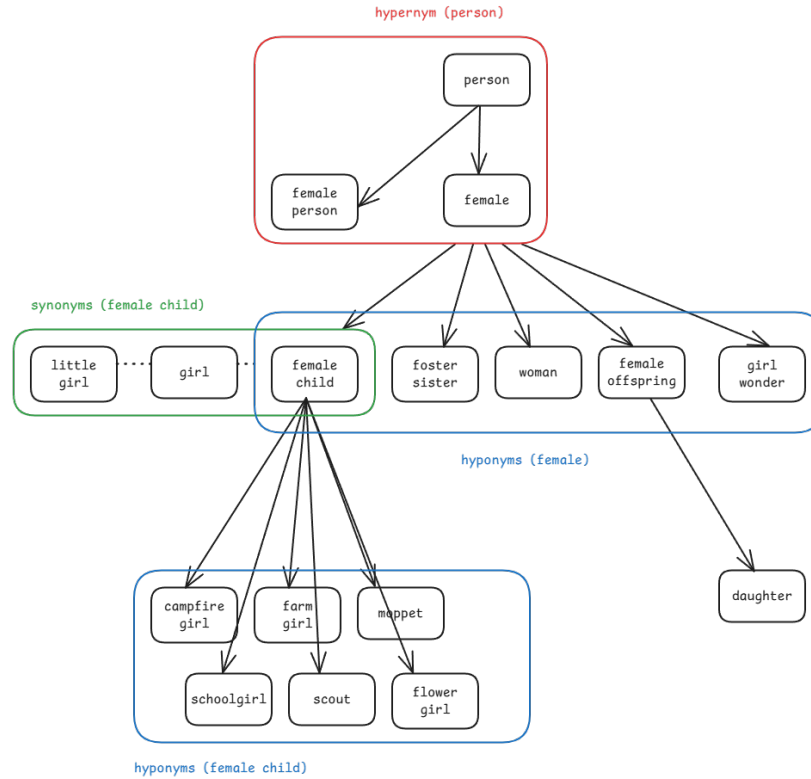 hypernym (person)
person
female
person
female
synonyms (female child)
little
girl
girl
female
child
foster
sister
woman
female
offspring
girl
wonder
hyponyms (female)
campfire
girl
farm
girl
moppet
daughter
schoolgirl
scout
flower
girl
hyponyms (female child)